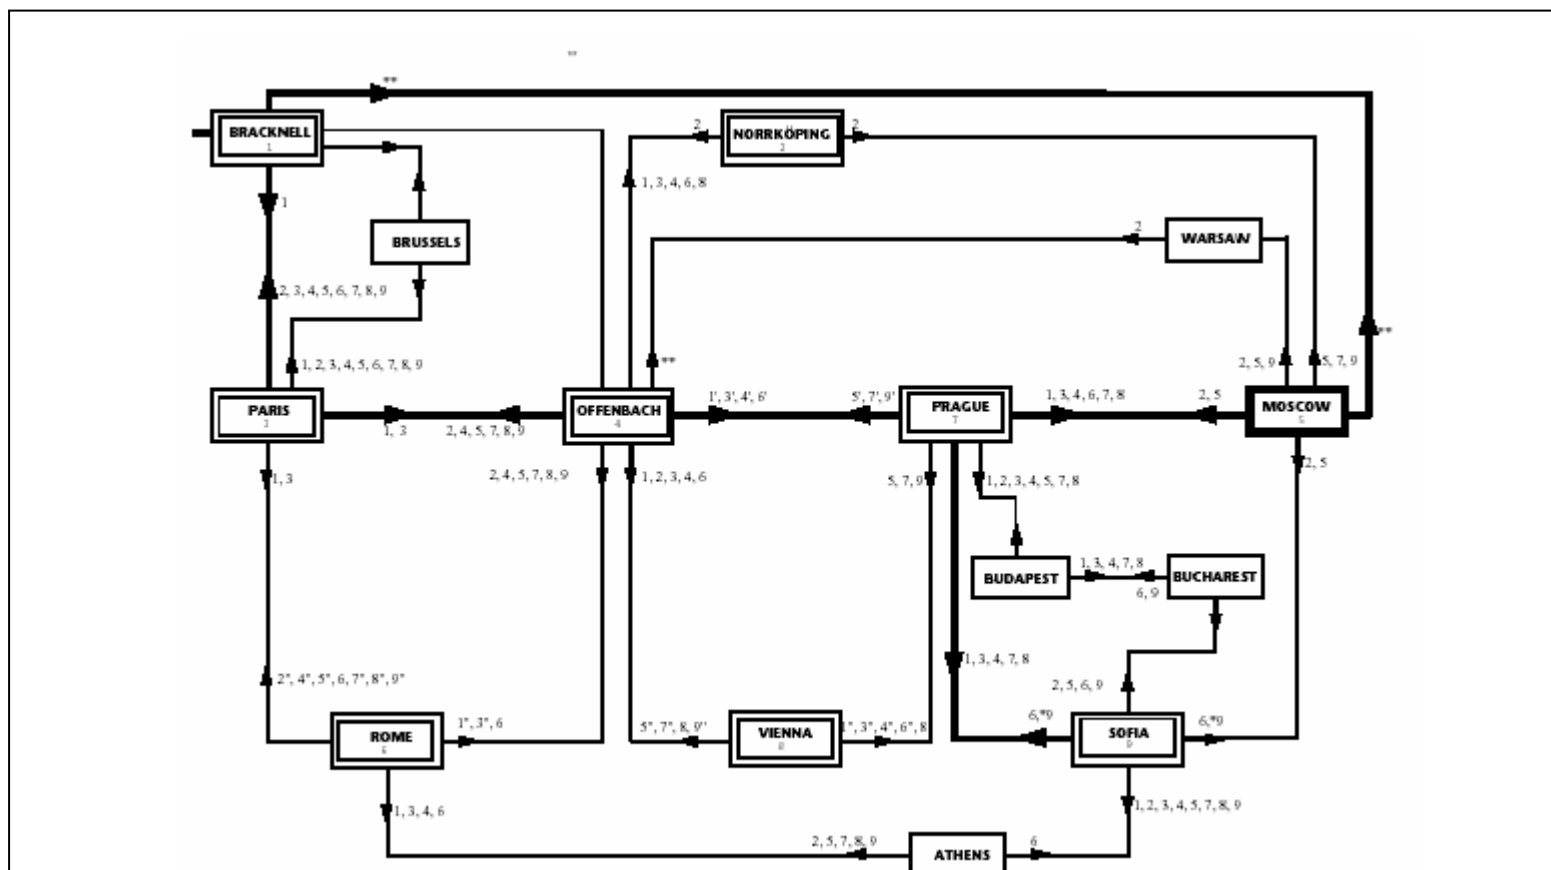 **
BRACKNELL
1
2
NORRKÖPING
2
1
1, 3, 4, 6, 8
BRUSSELS
2
WARSAW
2, 3, 4, 5, 6, 7, 8, 9
**
1, 2, 3, 4, 5, 6, 7, 8, 9
**
2, 5, 9
5, 7, 9
PARIS
OFFENBACH
4
1', 3', 4', 6'
5', 7', 9'
PRAGUE
7
1, 3, 4, 6, 7, 8
2, 5
MOSCOW
5
1, 3
2, 4, 5, 7, 8, 9
1, 3
2, 4, 5, 7, 8, 9
1, 2, 3, 4, 6
5, 7, 9
1, 2, 3, 4, 5, 7, 8
2, 5
BUDAPEST
1, 3, 4, 7, 8
6, 9
BUCHAREST
1, 3, 4, 7, 8
2", 4", 5", 6, 7", 8", 9"
2, 5, 6, 9
ROME
6
1", 3", 6
5", 7", 8, 9"
VIENNA
8
1", 3", 4", 6", 8
6,*9
SOFIA
9
6,*9
1, 3, 4, 6
1, 2, 3, 4, 5, 7, 8, 9
2, 5, 7, 8, 9
ATHENS
6